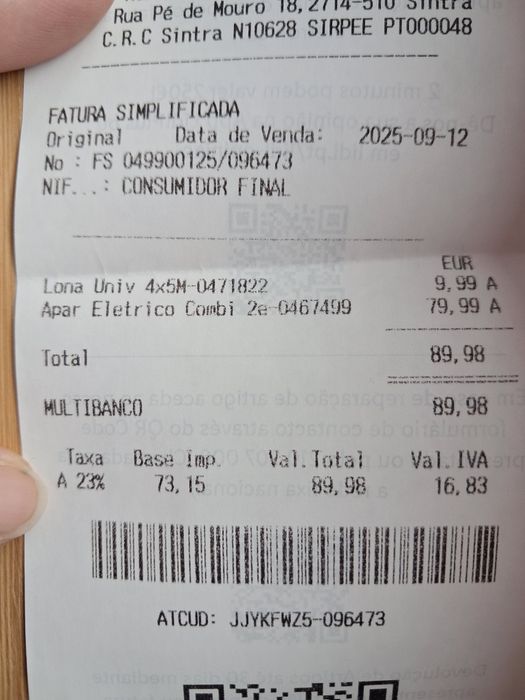 Rua Pé de Mouro 18,2714-510 Sintra
C.R.C Sintra N10628 SIRPEE PT000048
FATURA SIMPLIFICADA
Original Data de Venda: 2025-09-12
No : FS 049900125/096473
NIF...: CONSUMIDOR FINAL
EUR
Lona Univ 4x5M-0471822 9,99 A
Apar Eletrico Combi 2e-0467499 79,99 A
Total 89,98
MULTIBANCO 89,98
Taxa Base Imp. Val.Total Val.IVA
A 23% 73,15 89,98 16,83
ATCUD: JJYKFWZ5-096473